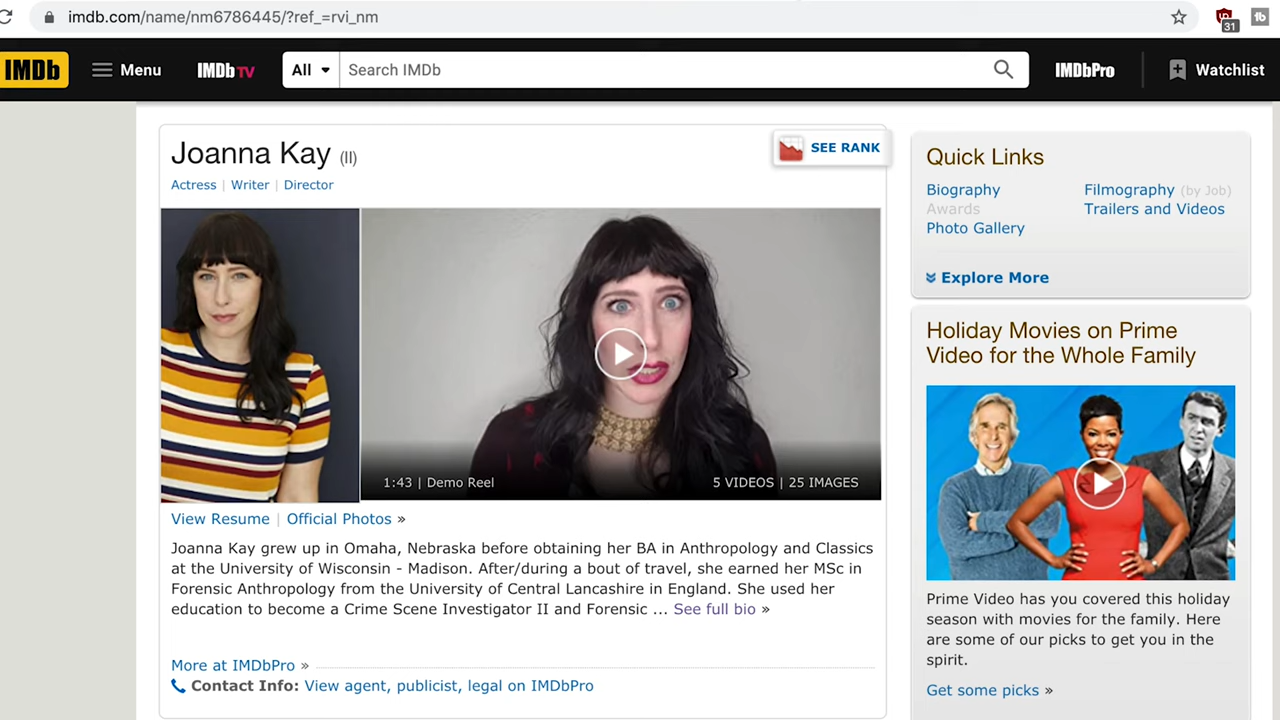 imdb.com/name/nm6786445/?ref_=rvi_nm
31
tb
IMDb
Menu
IMDb TV
All
Search IMDb
IMDbPro
Watchlist
Joanna Kay (II)
SEE RANK
Actress | Writer | Director
1:43 | Demo Reel
5 VIDEOS | 25 IMAGES
View Resume | Official Photos »
Joanna Kay grew up in Omaha, Nebraska before obtaining her BA in Anthropology and Classics
at the University of Wisconsin - Madison. After/during a bout of travel, she earned her MSc in
Forensic Anthropology from the University of Central Lancashire in England. She used her
education to become a Crime Scene Investigator II and Forensic ... See full bio »
More at IMDbPro »
Contact Info: View agent, publicist, legal on IMDbPro
Quick Links
Biography
Filmography (by Job)
Awards
Trailers and Videos
Photo Gallery
Explore More
Holiday Movies on Prime
Video for the Whole Family
Prime Video has you covered this holiday
season with movies for the family. Here
are some of our picks to get you in the
spirit.
Get some picks »